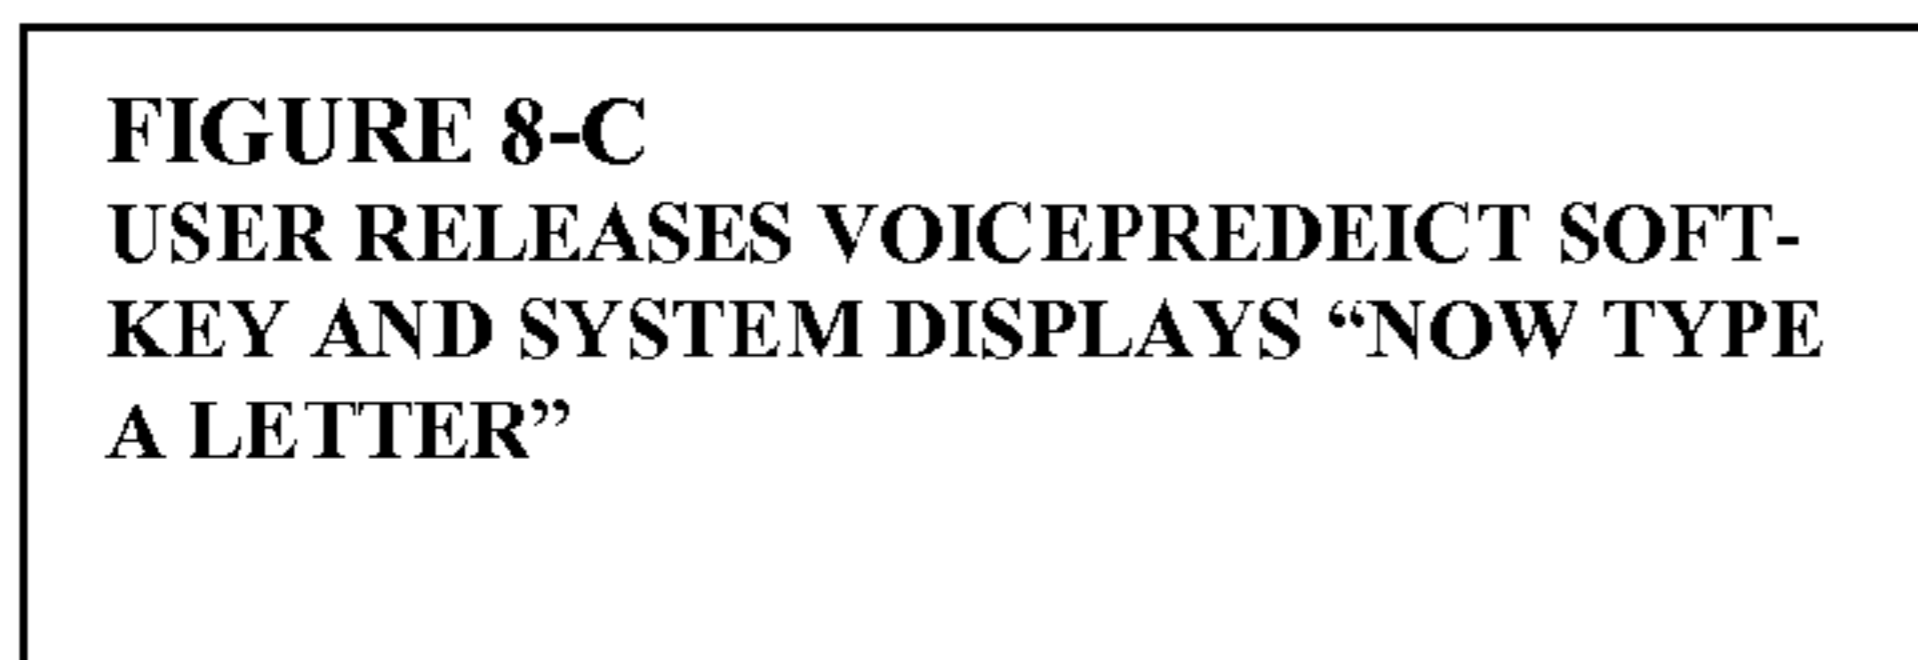 FIGURE 8-C
USER RELEASES VOICEPREDEICT SOFT-
KEY AND SYSTEM DISPLAYS “NOW TYPE
A LETTER”